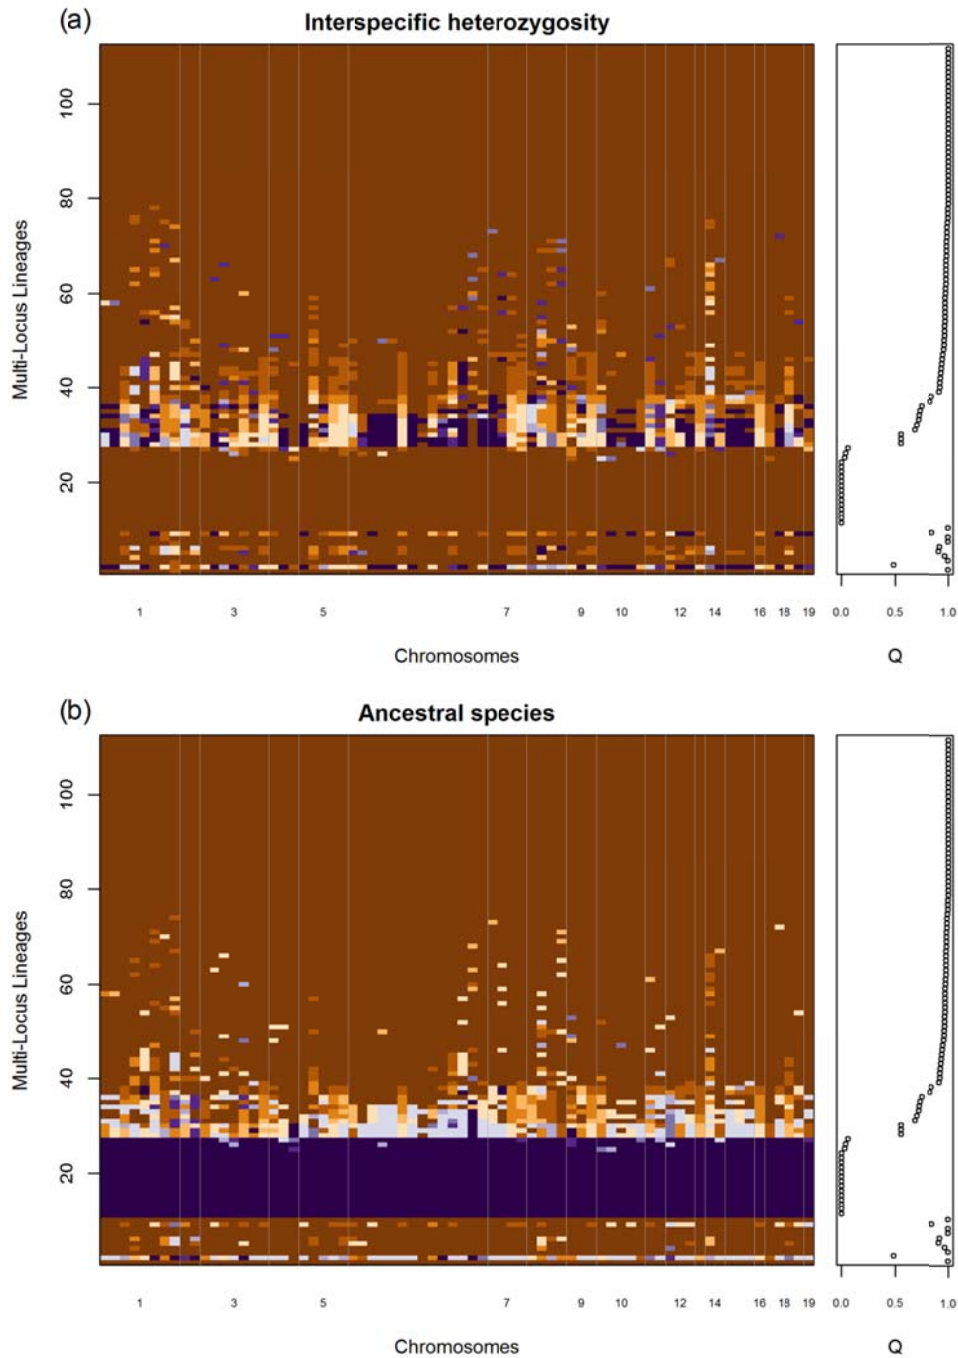 (a)
Interspecific heterozygosity
Multi-Locus Lineages
100
80
60
40
20
1 3 5 7 9 10 12 14 16 18 19
0.0 0.5 1.0
Chromosomes
Q
(b)
Ancestral species
Multi-Locus Lineages
100
80
60
40
20
1 3 5 7 9 10 12 14 16 18 19
0.0 0.5 1.0
Chromosomes
Q